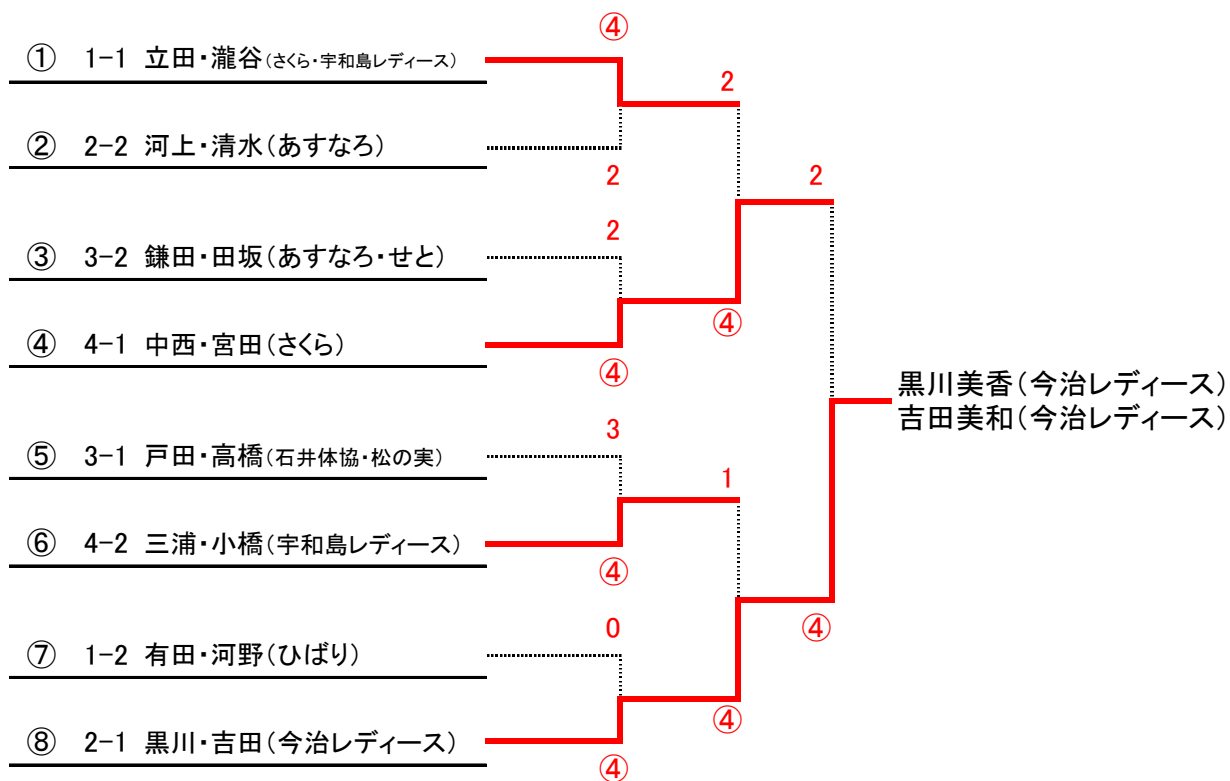 ④
① 1-1 立田・瀧谷(さくら・宇和島レディース)
2
② 2-2 河上・清水(あすなろ)
2
2
2
③ 3-2 鎌田・田坂(あすなろ・せと)
④
④ 4-1 中西・宮田(さくら)
④
黒川美香(今治レディース)
吉田美和(今治レディース)
3
⑤ 3-1 戸田・高橋(石井体協・松の実)
1
⑥ 4-2 三浦・小橋(宇和島レディース)
④
0
④
⑦ 1-2 有田・河野(ひばり)
④
⑧ 2-1 黒川・吉田(今治レディース)
④